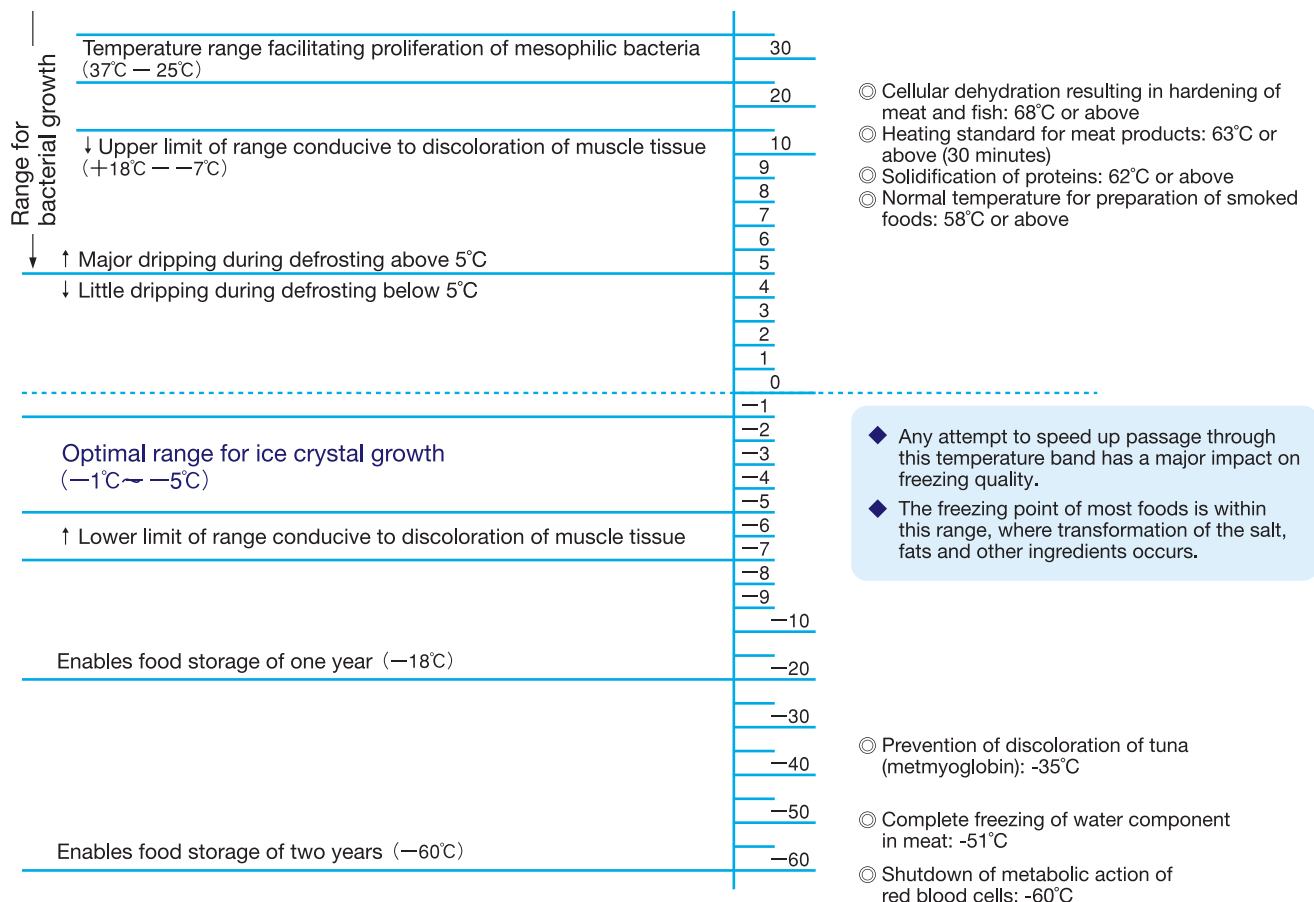 Range for
bacterial growth
Temperature range facilitating proliferation of mesophilic bacteria
(37℃ — 25℃)
↓ Upper limit of range conducive to discoloration of muscle tissue
(+18℃ — −7℃)
↑ Major dripping during defrosting above 5℃
↓ Little dripping during defrosting below 5℃
Optimal range for ice crystal growth
(−1℃~ −5℃)
↑ Lower limit of range conducive to discoloration of muscle tissue
Enables food storage of one year (−18℃)
Enables food storage of two years (−60℃)
30
20
10
9
8
7
6
5
4
3
2
1
0
−1
−2
−3
−4
−5
−6
−7
−8
−9
−10
−20
−30
−40
−50
−60
◎ Cellular dehydration resulting in hardening of
meat and fish: 68℃ or above
◎ Heating standard for meat products: 63℃ or
above (30 minutes)
◎ Solidification of proteins: 62℃ or above
◎ Normal temperature for preparation of smoked
foods: 58℃ or above
◆ Any attempt to speed up passage through
this temperature band has a major impact on
freezing quality.
◆ The freezing point of most foods is within
this range, where transformation of the salt,
fats and other ingredients occurs.
◎ Prevention of discoloration of tuna
(metmyoglobin): -35℃
◎ Complete freezing of water component
in meat: -51℃
◎ Shutdown of metabolic action of
red blood cells: -60℃